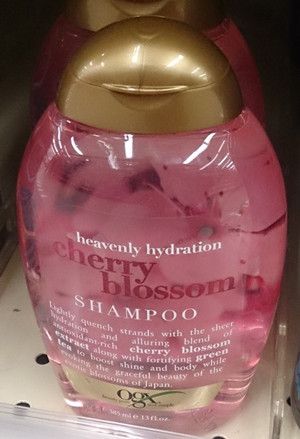 heavenly hydration
cherry
blossom
SHAMPOO
Lightly quench strands with the sheer
hydration and alluring blend of
antioxidant-rich cherry blossom
extract along with fortifying green
tea to boost shine and body while
evoking the graceful beauty of the
exotic blossoms of Japan.
ogx
385 ml ℮ 13 fl oz.